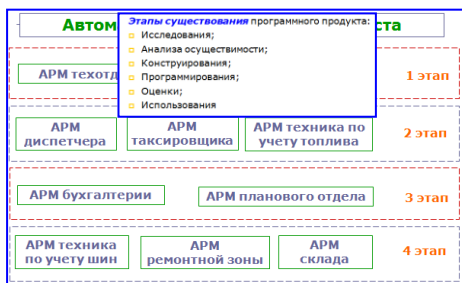 Автом
ста
Этапы существования программного продукта:
Исследования;
Анализа осуществимости;
Конструирования;
Программирования;
Оценки;
Использования
АРМ техотд
1 этап
АРМ
диспетчера
АРМ
таксировщика
АРМ техника по
учету топлива
2 этап
АРМ бухгалтерии
АРМ планового отдела
3 этап
АРМ техника
по учету шин
АРМ
ремонтной зоны
АРМ
склада
4 этап